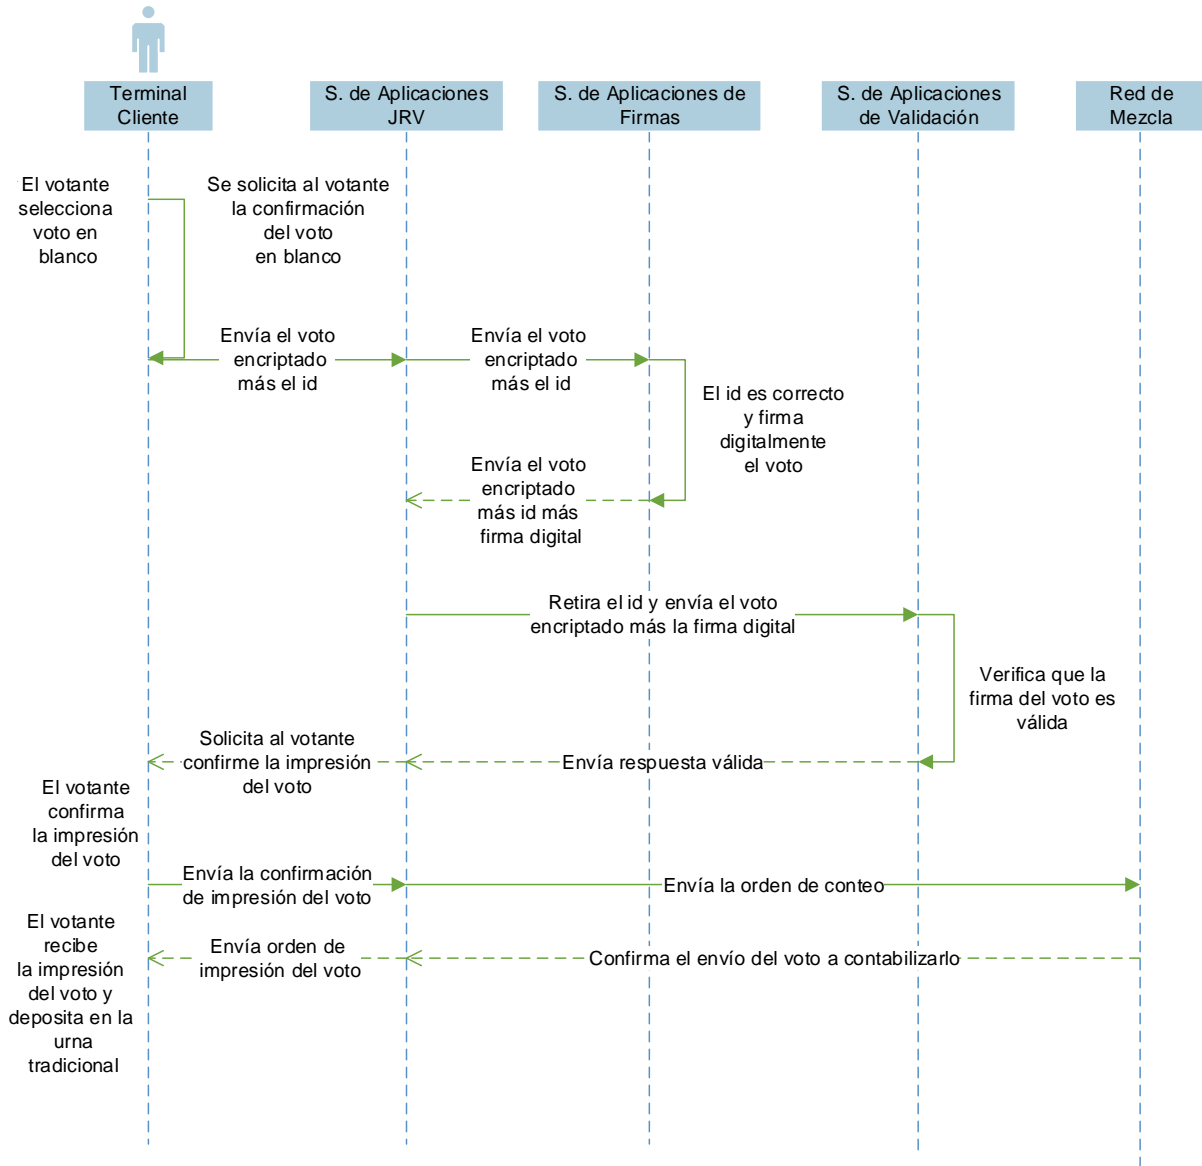 Terminal
Cliente
S. de Aplicaciones
JRV
S. de Aplicaciones de
Firmas
S. de Aplicaciones
de Validación
Red de
Mezcla
El votante
selecciona
voto en
blanco
Se solicita al votante
la confirmación
del voto
en blanco
Envía el voto
encriptado
más el id
Envía el voto
encriptado
más el id
El id es correcto
y firma
digitalmente
el voto
Envía el voto
encriptado
más id más
firma digital
Retira el id y envía el voto
encriptado más la firma digital
Verifica que la
firma del voto es
válida
Solicita al votante
confirme la impresión
del voto
Envía respuesta válida
El votante
confirma
la impresión
del voto
Envía la confirmación
de impresión del voto
Envía la orden de conteo
El votante
recibe
la impresión
del voto y
deposita en la
urna
tradicional
Envía orden de
impresión del voto
Confirma el envío del voto a contabilizarlo